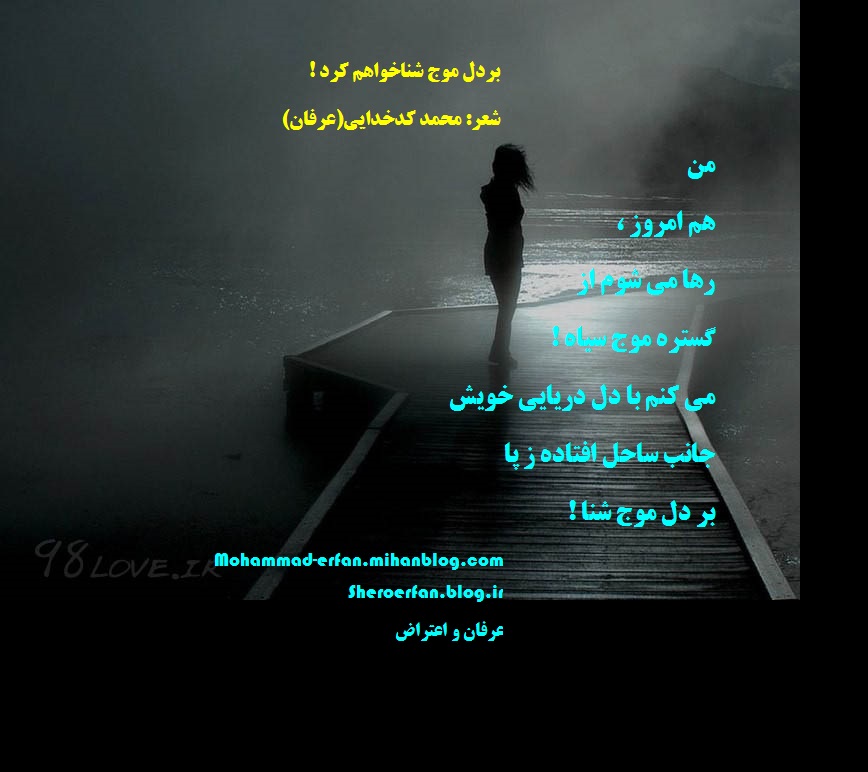 بردل موج شناخواهم کرد !
شعر: محمد کدخدایی(عرفان)
من
هم امروز ،
رها می شوم از
گستره موج سیاه !
می کنم با دل دریایی خویش
جانب ساحل افتاده ز پا
بر دل موج شنا !
98LOVE.IR
Mohammad-erfan.mihanblog.com
Sheroerfan.blog.ir
عرفان و اعتراض